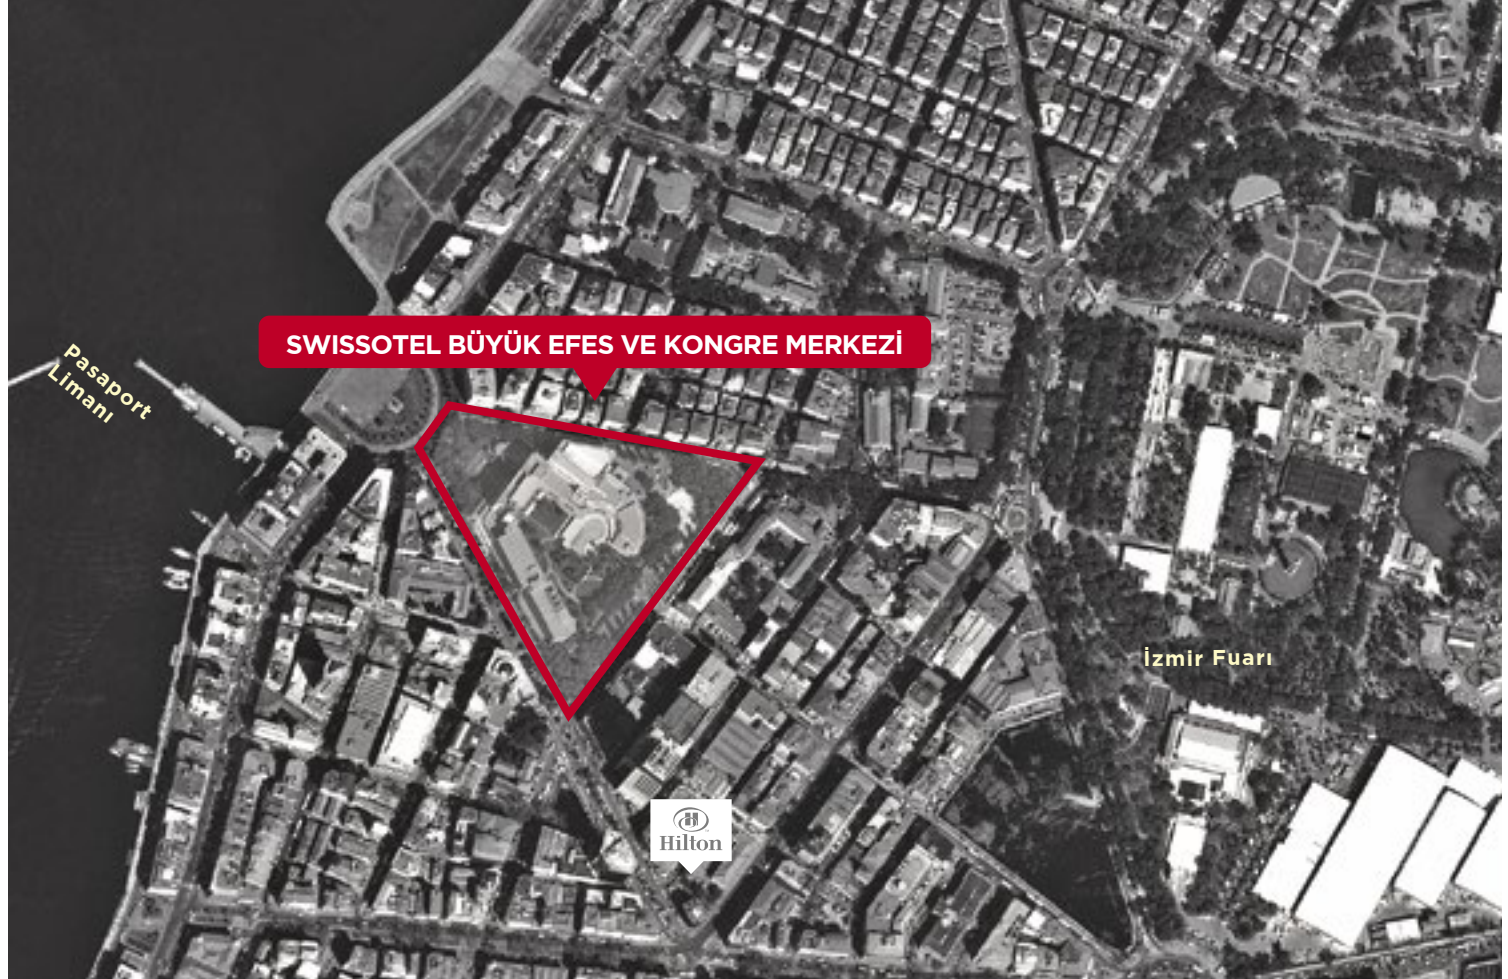 SWISSOTEL BÜYÜK EFES VE KONGRE MERKEZİ
Pasaport
Limanı
İzmir Fuarı
Hilton